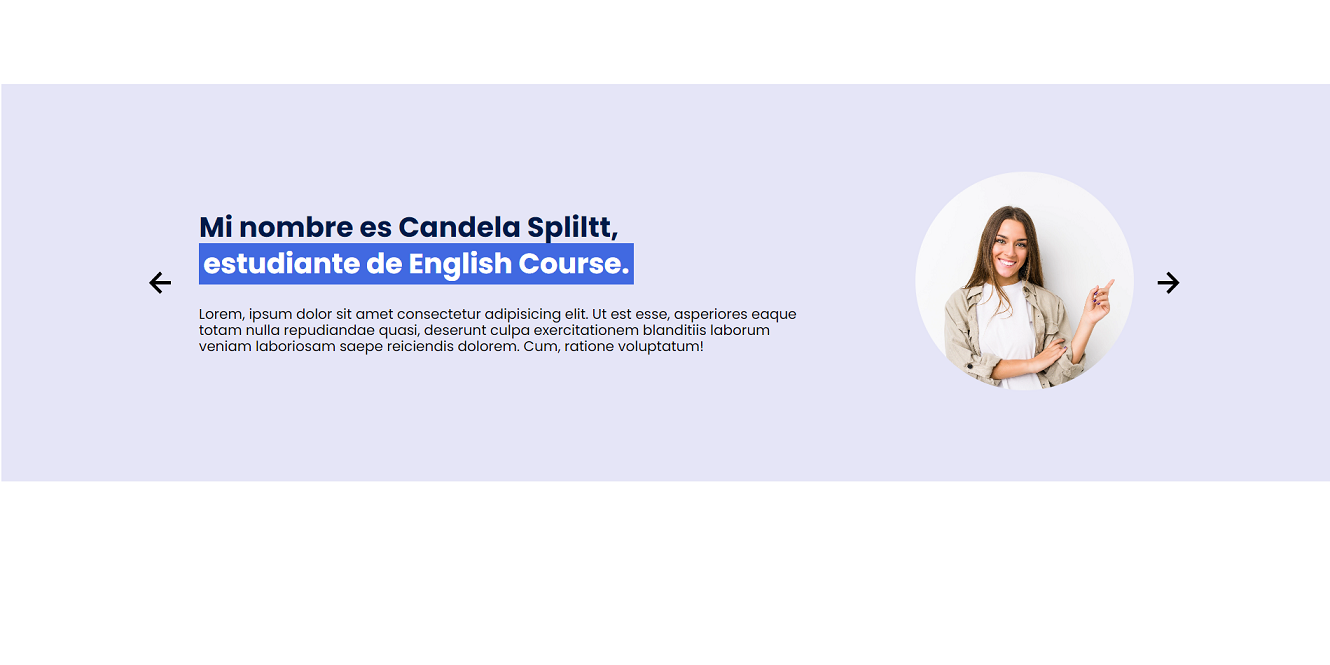 Mi nombre es Candela Spliltt,
estudiante de English Course.
Lorem, ipsum dolor sit amet consectetur adipisicing elit. Ut est esse, asperiores eaque
totam nulla repudiandae quasi, deserunt culpa exercitationem blanditiis laborum
veniam laboriosam saepe reiciendis dolorem. Cum, ratione voluptatum!